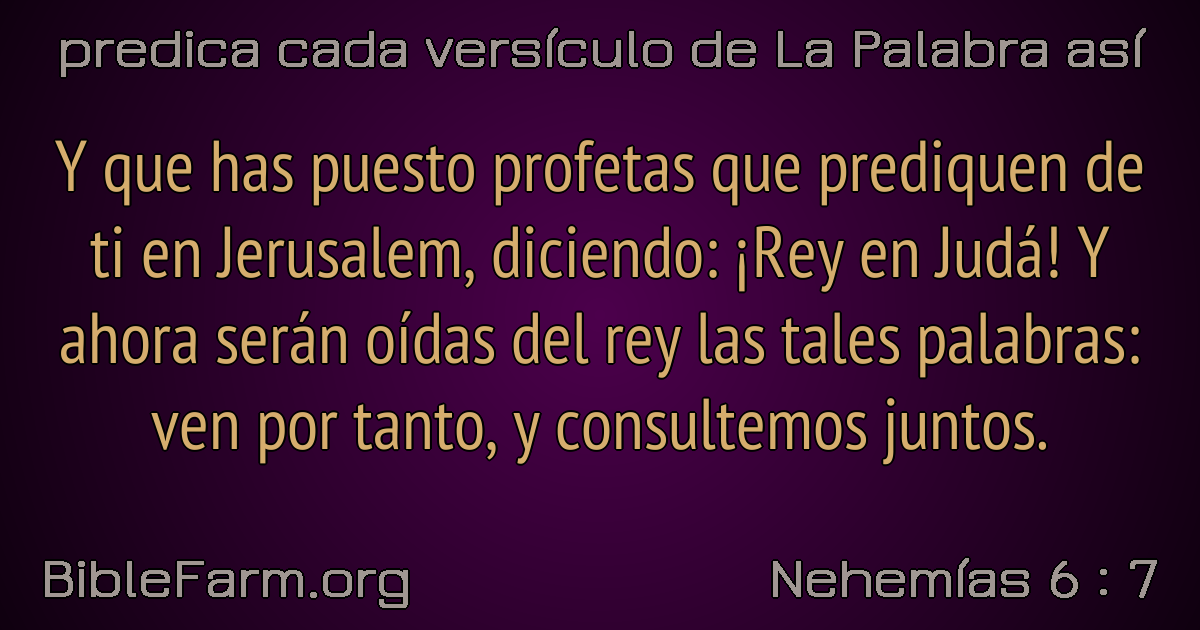 predica cada versículo de La Palabra así
Y que has puesto profetas que prediquen de
ti en Jerusalem, diciendo: ¡Rey en Judá! Y
ahora serán oídas del rey las tales palabras:
ven por tanto, y consultemos juntos.
BibleFarm.org
Nehemías 6 : 7